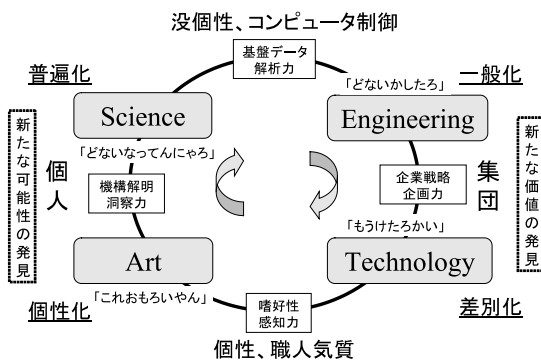 没個性、コンピュータ制御
基盤データ
解析力
普遍化
一般化
Science
「どないかしたろ」
Engineering
「どないなってんにゃろ」
新たな可能性の発見
個人
機構解明
洞察力
企業戦略
企画力
集団
新たな価値の発見
「もうけたろかい」
Art
Technology
個性化
「これおもろいやん」
嗜好性
感知力
差別化
個性、職人気質